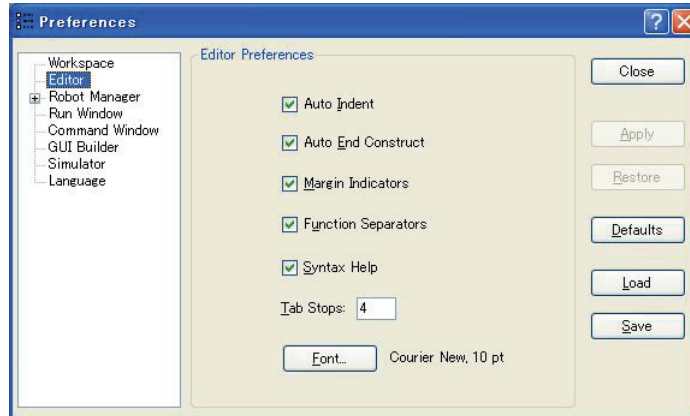 Preferences
Workspace
Editor
Robot Manager
Run Window
Command Window
GUI Builder
Simulator
Language
Editor Preferences
Auto Indent
Auto End Construct
Margin Indicators
Function Separators
Syntax Help
Tab Stops: 4
Font... Courier New, 10 pt
Close
Apply
Restore
Defaults
Load
Save